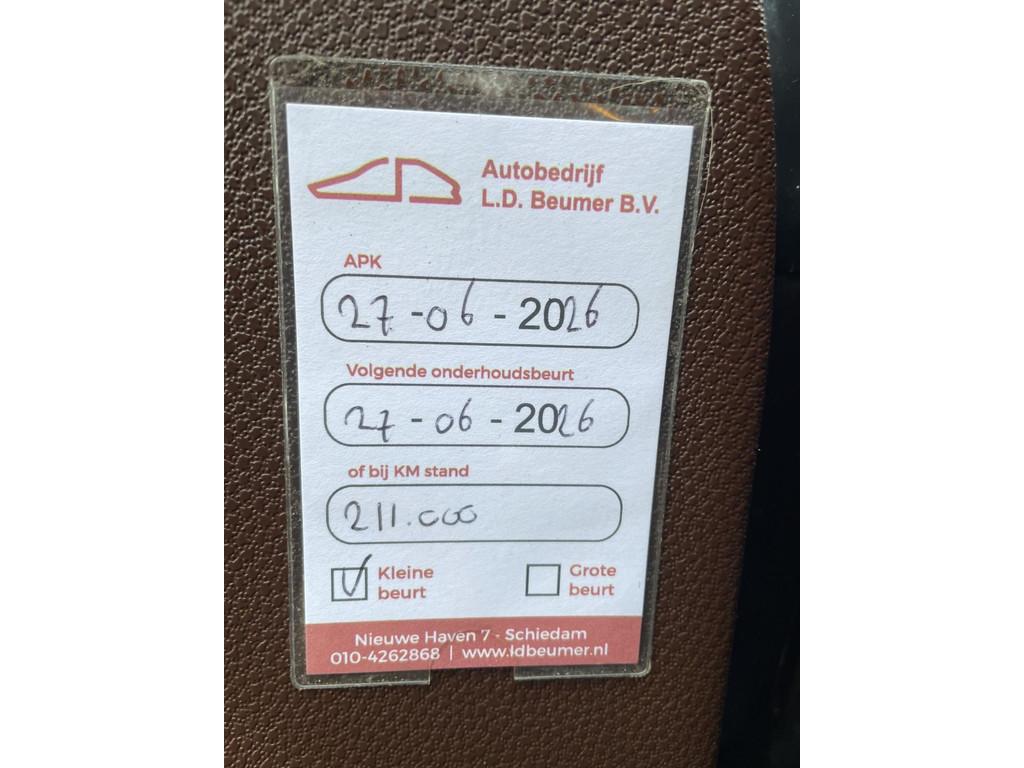 Autobedrijf
L.D. Beumer B.V.
APK
27-06-2026
Volgende onderhoudsbeurt
27-06-2026
of bij KM stand
211.000
Kleine
beurt
Grote
beurt
Nieuwe Haven 7 - Schiedam
010-4262868 | www.ldbeumer.nl